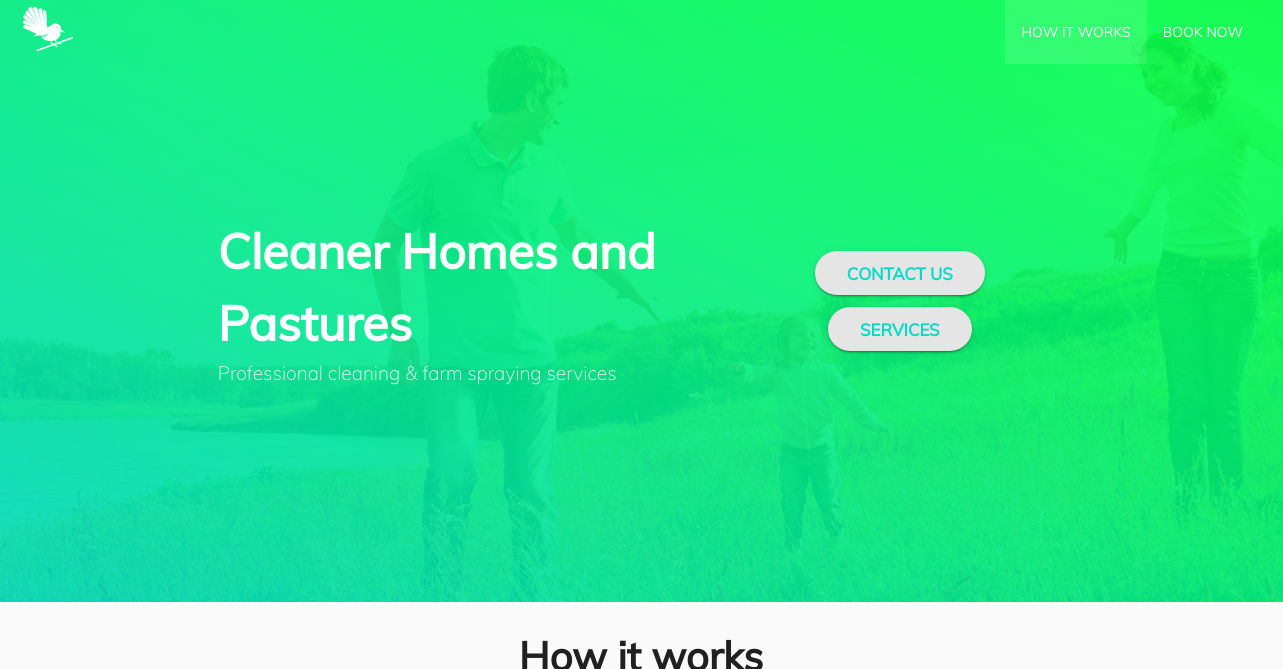 HOW IT WORKS
BOOK NOW
Cleaner Homes and
Pastures
Professional cleaning & farm spraying services
CONTACT US
SERVICES
How it works